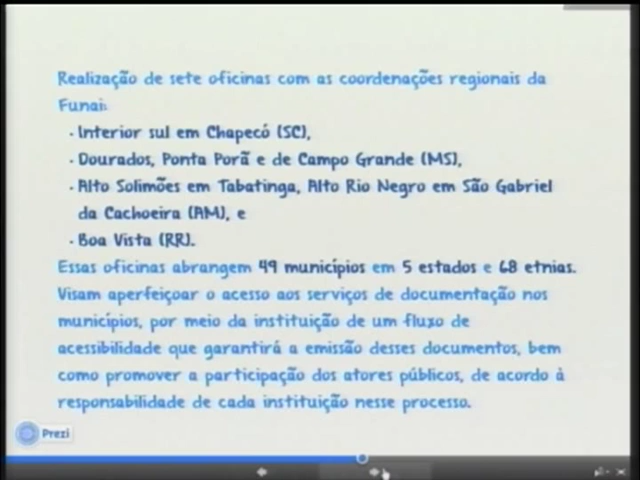 Realização de sete oficinas com as coordenações regionais da
Funai:
· Interior sul em Chapecó (SC),
· Dourados, Ponta Porã e de Campo Grande (MS),
· Alto Solimões em Tabatinga, Alto Rio Negro em São Gabriel
da Cachoeira (AM), e
· Boa Vista (RR).
Essas oficinas abrangem 49 municípios em 5 estados e 68 etnias.
Visam aperfeiçoar o acesso aos serviços de documentação nos
municípios, por meio da instituição de um fluxo de
acessibilidade que garantirá a emissão desses documentos, bem
como promover a participação dos atores públicos, de acordo à
responsabilidade de cada instituição nesse processo.
Prezi